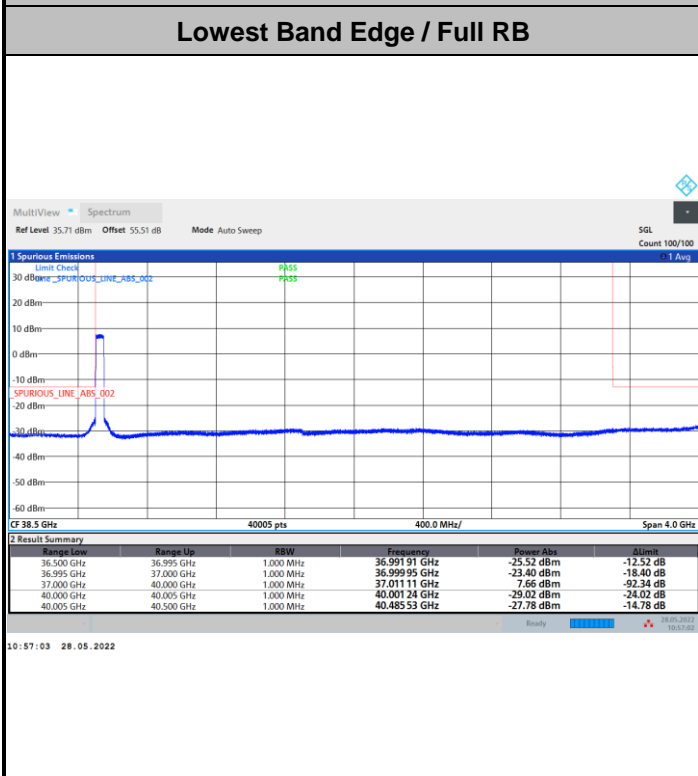 Lowest Band Edge / Full RB
MultiView Spectrum
Ref Level 35.71 dBm Offset 55.51 dB Mode Auto Sweep SGL
Count 100/100
1 Spurious Emissions 1 Avg
Limit Check PASS
30 dBm Line _SPURIOUS_LINE_ABS_002 PASS
20 dBm
10 dBm
0 dBm
-10 dBm
_SPURIOUS_LINE_ABS_002
-20 dBm
-30 dBm
-40 dBm
-50 dBm
-60 dBm
CF 38.5 GHz 40005 pts 400.0 MHz/ Span 4.0 GHz
2 Result Summary
Range Low Range Up RBW Frequency Power Abs ΔLimit
36.500 GHz 36.995 GHz 1.000 MHz 36.991 91 GHz -25.52 dBm -12.52 dB
36.995 GHz 37.000 GHz 1.000 MHz 36.999 95 GHz -23.40 dBm -18.40 dB
37.000 GHz 40.000 GHz 1.000 MHz 37.011 11 GHz 7.66 dBm -92.34 dB
40.000 GHz 40.005 GHz 1.000 MHz 40.001 24 GHz -29.02 dBm -24.02 dB
40.005 GHz 40.500 GHz 1.000 MHz 40.485 53 GHz -27.78 dBm -14.78 dB
Ready 28.05.2022
10:57:02
10:57:03 28.05.2022